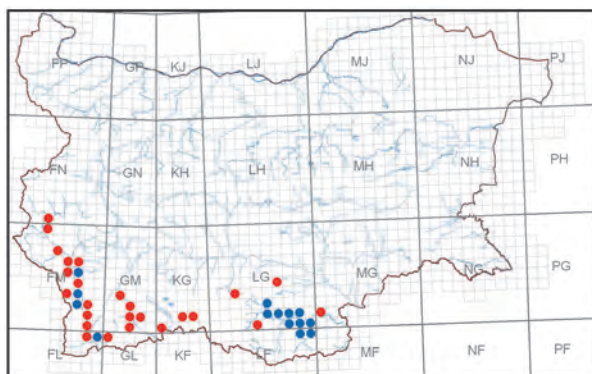 FP GP KJ LJ MJ NJ PJ
FN GN KH LH MH NH PH
FM GM KG LG MG NG PG
FL GL KF LF MF NF PF